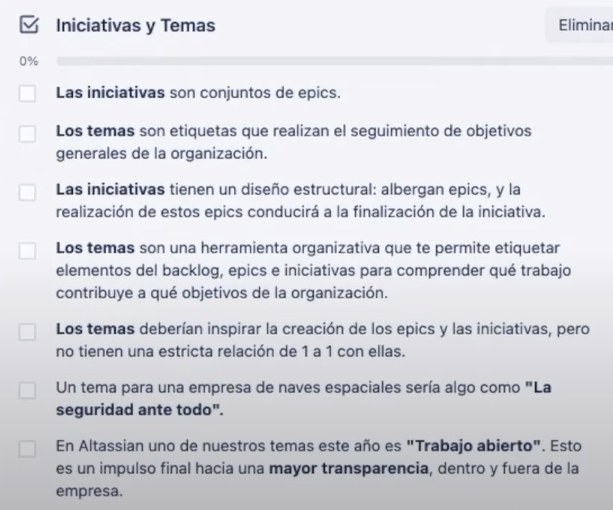 Iniciativas y Temas
Eliminar
0%
Las iniciativas son conjuntos de epics.
Los temas son etiquetas que realizan el seguimiento de objetivos
generales de la organización.
Las iniciativas tienen un diseño estructural: albergan epics, y la
realización de estos epics conducirá a la finalización de la iniciativa.
Los temas son una herramienta organizativa que te permite etiquetar
elementos del backlog, epics e iniciativas para comprender qué trabajo
contribuye a qué objetivos de la organización.
Los temas deberían inspirar la creación de los epics y las iniciativas, pero
no tienen una estricta relación de 1 a 1 con ellas.
Un tema para una empresa de naves espaciales sería algo como "La
seguridad ante todo".
En Altassian uno de nuestros temas este año es "Trabajo abierto". Esto
es un impulso final hacia una mayor transparencia, dentro y fuera de la
empresa.